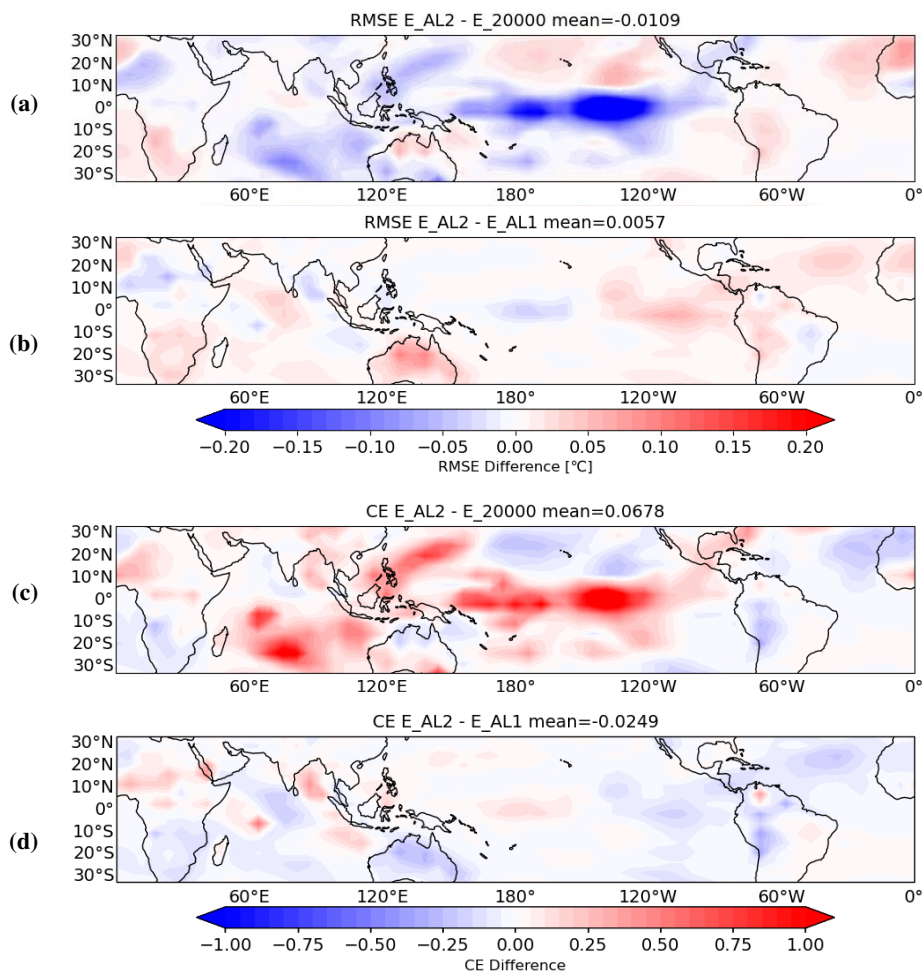 RMSE E_AL2 - E_20000 mean=-0.0109
30°N
20°N
10°N
(a)
0°
10°S
20°S
30°S
60°E 120°E 180° 120°W 60°W 0°
RMSE E_AL2 - E_AL1 mean=0.0057
30°N
20°N
10°N
0°
(b)
10°S
20°S
30°S
60°E 120°E 180° 120°W 60°W 0°
−0.20 −0.15 −0.10 −0.05 0.00 0.05 0.10 0.15 0.20
RMSE Difference [℃]
CE E_AL2 - E_20000 mean=0.0678
30°N
20°N
10°N
(c)
0°
10°S
20°S
30°S
60°E 120°E 180° 120°W 60°W 0°
CE E_AL2 - E_AL1 mean=-0.0249
30°N
20°N
10°N
0°
(d)
10°S
20°S
30°S
60°E 120°E 180° 120°W 60°W 0°
−1.00 −0.75 −0.50 −0.25 0.00 0.25 0.50 0.75 1.00
CE Difference